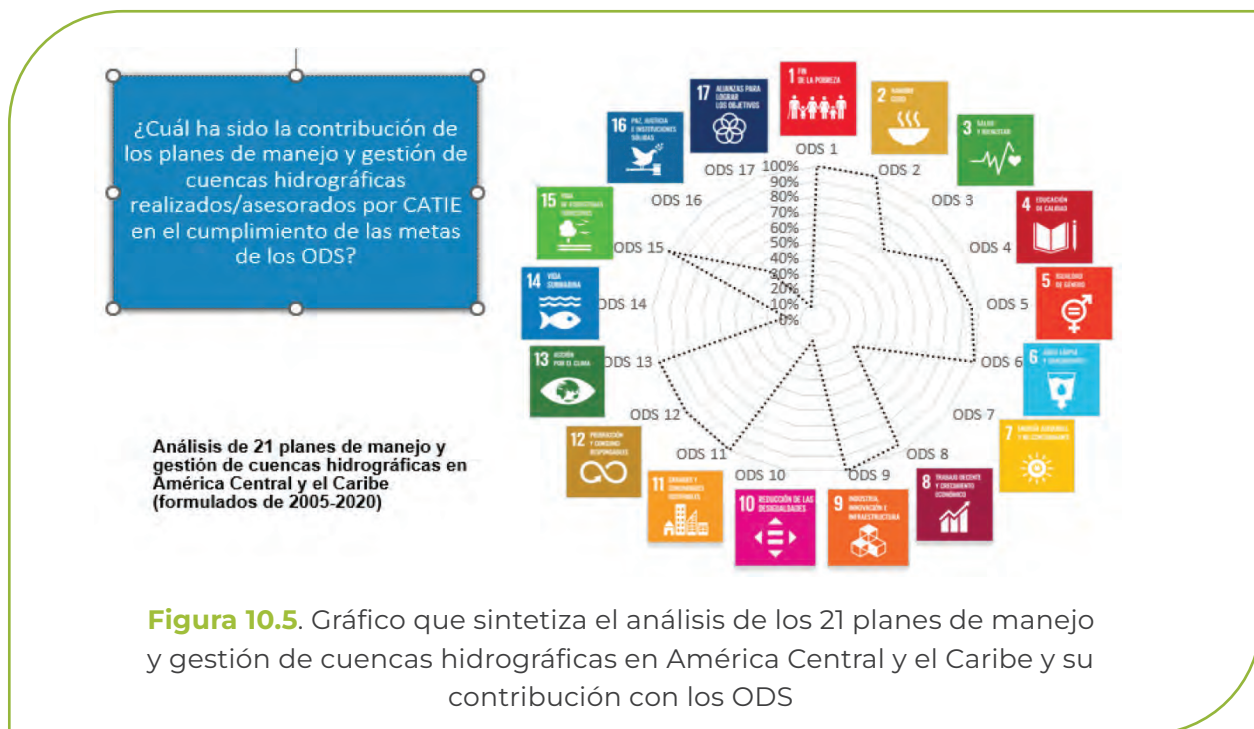 ¿Cuál ha sido la contribución de
los planes de manejo y gestión de
cuencas hidrográficas
realizados/asesorados por CATIE
en el cumplimiento de las metas
de los ODS?
Análisis de 21 planes de manejo y
gestión de cuencas hidrográficas en
América Central y el Caribe
(formulados de 2005-2020)
1 FIN
DE LA POBREZA
2 HAMBRE
CERO
3 SALUD
Y BIENESTAR
4 EDUCACIÓN
DE CALIDAD
5 IGUALDAD
DE GÉNERO
6 AGUA LIMPIA
Y SANEAMIENTO
7
8 TRABAJO DECENTE
Y CRECIMIENTO
ECONÓMICO
9 INDUSTRIA,
INNOVACIÓN E
INFRAESTRUCTURA
10 REDUCCIÓN DE LAS
DESIGUALDADES
11 CIUDADES Y
COMUNIDADES
SOSTENIBLES
12 PRODUCCIÓN
Y CONSUMO
RESPONSABLES
13 ACCIÓN
POR EL CLIMA
14 VIDA
SUBMARINA
15 VIDA
DE ECOSISTEMAS
TERRESTRES
16 PAZ, JUSTICIA
E INSTITUCIONES
SÓLIDAS
17 ALIANZAS PARA
LOGRAR
LOS OBJETIVOS
ODS 1
ODS 2
ODS 3
ODS 4
ODS 5
ODS 6
ODS 7
ODS 8
ODS 9
ODS 10
ODS 11
ODS 12
ODS 13
ODS 14
ODS 15
ODS 16
ODS 17
100%
90%
80%
70%
60%
50%
40%
30%
20%
10%
0%
Figura 10.5. Gráfico que sintetiza el análisis de los 21 planes de manejo
y gestión de cuencas hidrográficas en América Central y el Caribe y su
contribución con los ODS